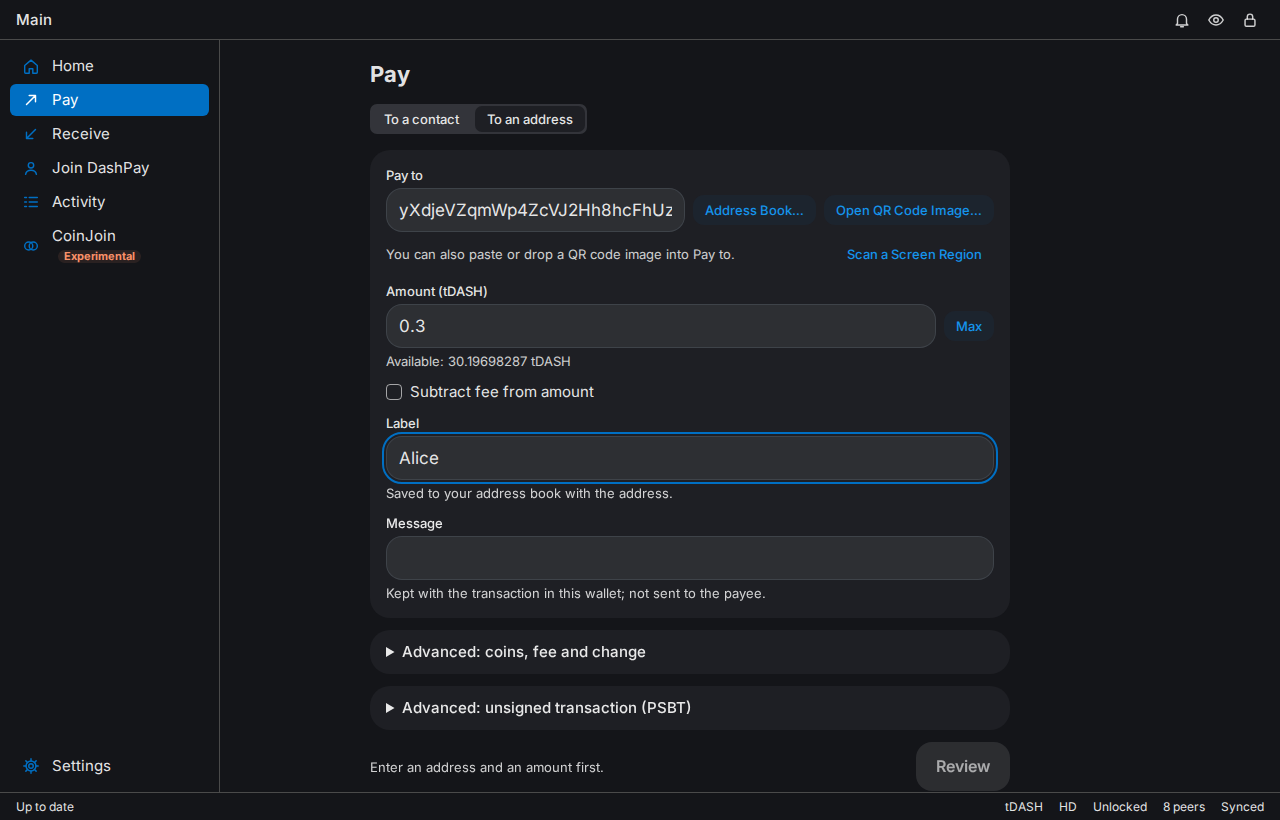 Main
Home
Pay
Receive
Join DashPay
Activity
CoinJoin
Experimental
Settings
Pay
To a contact To an address
Pay to
yXdjeVZqmWp4ZcVJ2Hh8hcFhUz Address Book... Open QR Code Image...
You can also paste or drop a QR code image into Pay to. Scan a Screen Region
Amount (tDASH)
0.3 Max
Available: 30.19698287 tDASH
Subtract fee from amount
Label
Alice
Saved to your address book with the address.
Message
Kept with the transaction in this wallet; not sent to the payee.
Advanced: coins, fee and change
Advanced: unsigned transaction (PSBT)
Enter an address and an amount first. Review
Up to date tDASH HD Unlocked 8 peers Synced